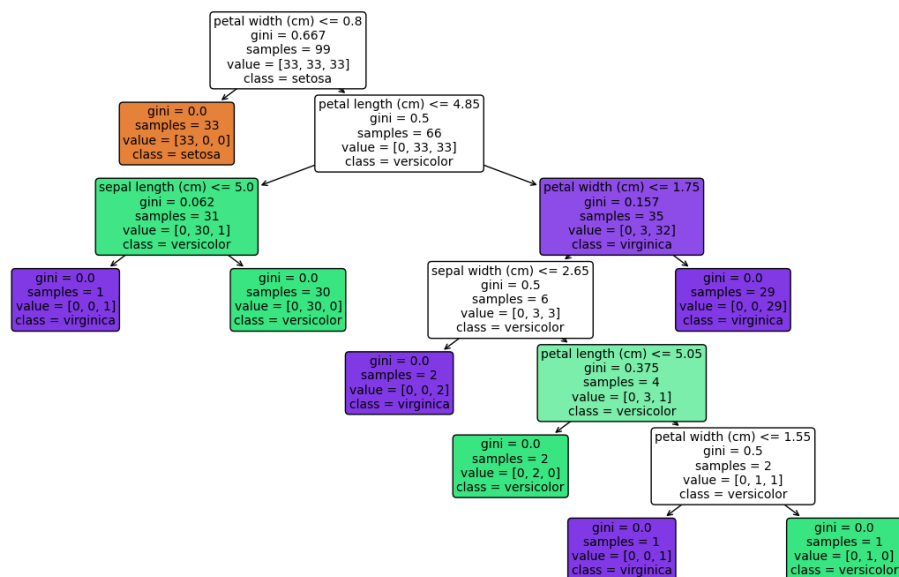 petal width (cm) <= 0.8
gini = 0.667
samples = 99
value = [33, 33, 33]
class = setosa
gini = 0.0
samples = 33
value = [33, 0, 0]
class = setosa
petal length (cm) <= 4.85
gini = 0.5
samples = 66
value = [0, 33, 33]
class = versicolor
sepal length (cm) <= 5.0
gini = 0.062
samples = 31
value = [0, 30, 1]
class = versicolor
petal width (cm) <= 1.75
gini = 0.157
samples = 35
value = [0, 3, 32]
class = virginica
gini = 0.0
samples = 1
value = [0, 0, 1]
class = virginica
gini = 0.0
samples = 30
value = [0, 30, 0]
class = versicolor
sepal width (cm) <= 2.65
gini = 0.5
samples = 6
value = [0, 3, 3]
class = versicolor
gini = 0.0
samples = 29
value = [0, 0, 29]
class = virginica
gini = 0.0
samples = 2
value = [0, 0, 2]
class = virginica
petal length (cm) <= 5.05
gini = 0.375
samples = 4
value = [0, 3, 1]
class = versicolor
gini = 0.0
samples = 2
value = [0, 2, 0]
class = versicolor
petal width (cm) <= 1.55
gini = 0.5
samples = 2
value = [0, 1, 1]
class = versicolor
gini = 0.0
samples = 1
value = [0, 0, 1]
class = virginica
gini = 0.0
samples = 1
value = [0, 1, 0]
class = versicolor